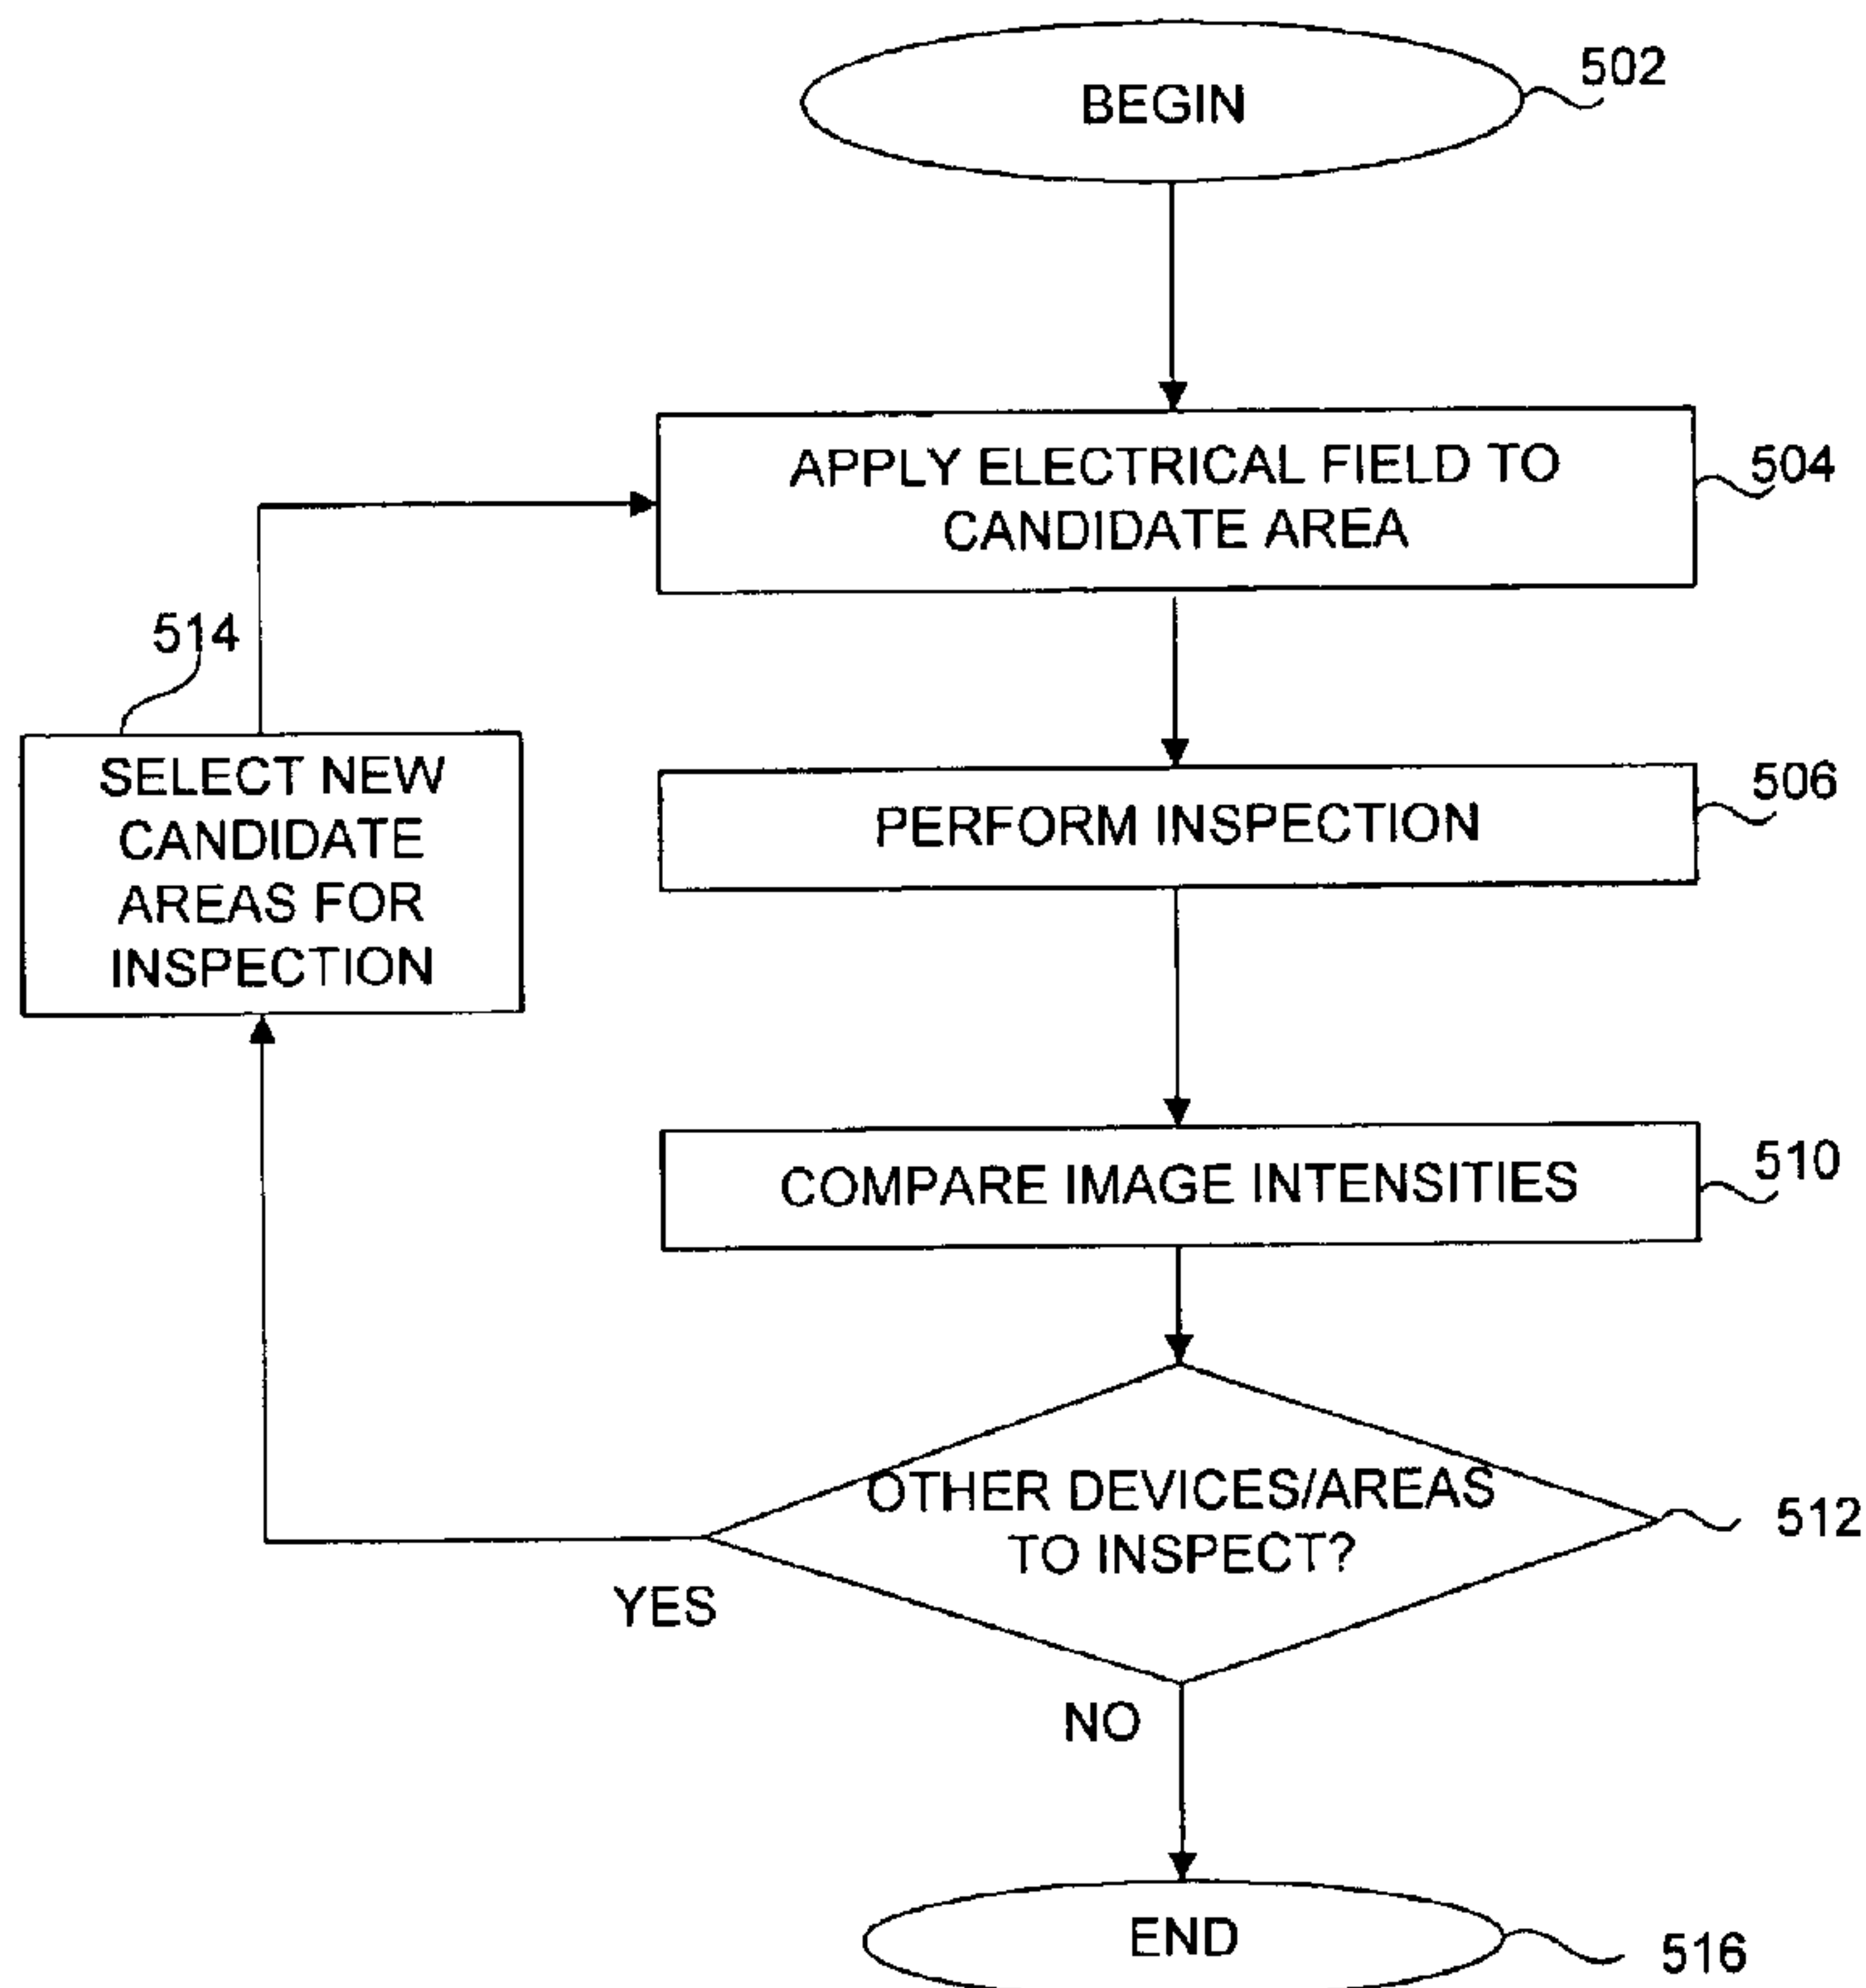 BEGIN
502
APPLY ELECTRICAL FIELD TO
CANDIDATE AREA
504
514
SELECT NEW
CANDIDATE
AREAS FOR
INSPECTION
PERFORM INSPECTION
506
COMPARE IMAGE INTENSITIES
510
OTHER DEVICES/AREAS
TO INSPECT?
512
YES
NO
END
516